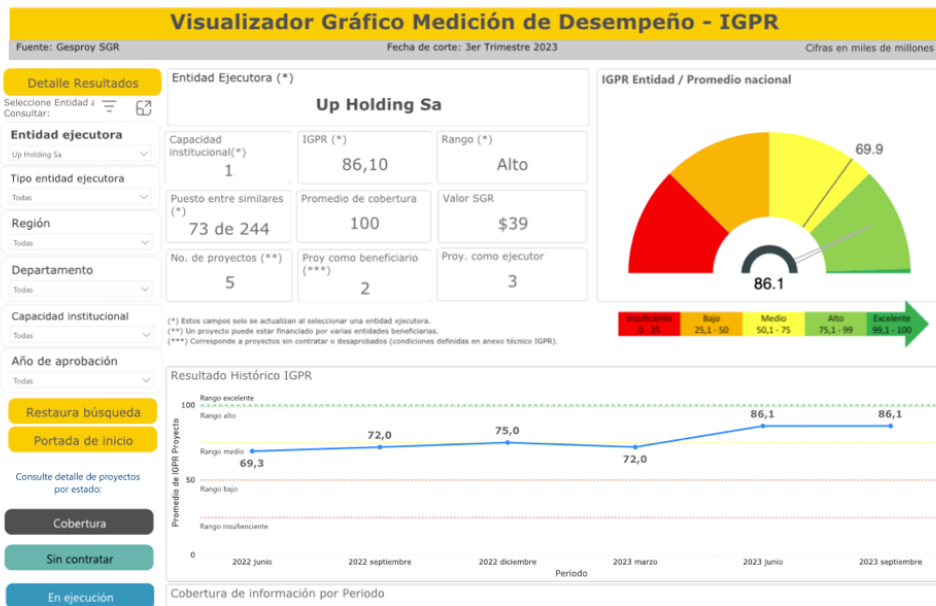 Visualizador Gráfico Medición de Desempeño - IGPR
Fuente: Gesproy SGR
Fecha de corte: 3er Trimestre 2023
Cifras en miles de millones
Detalle Resultados
Seleccione Entidad a
Consultar:
Entidad ejecutora
Up Holding Sa
Tipo entidad ejecutora
Todas
Región
Todas
Departamento
Todas
Capacidad institucional
Todas
Año de aprobación
Todas
Restaura búsqueda
Portada de inicio
Consulte detalle de proyectos
por estado:
Cobertura
Sin contratar
En ejecución
Entidad Ejecutora (*)
Up Holding Sa
Capacidad
institucional(*)
1
IGPR (*)
86,10
Rango (*)
Alto
Puesto entre similares
(*)
73 de 244
Promedio de cobertura
100
Valor SGR
$39
No. de proyectos (**)
5
Proy como beneficiario
(***)
2
Proy. como ejecutor
3
(*) Estos campos solo se actualizan al seleccionar una entidad ejecutora.
(**) Un proyecto puede estar financiado por varias entidades beneficiarias.
(***) Corresponde a proyectos sin contratar o desaprobados (condiciones definidas en anexo técnico IGPR).
IGPR Entidad / Promedio nacional
69.9
86.1
Insuficiente
0 - 25
Bajo
25,1 - 50
Medio
50,1 - 75
Alto
75,1 - 99
Excelente
99,1 - 100
Resultado Histórico IGPR
Promedio de IGPR Proyecto
100
50
0
Rango excelente
Rango alto
Rango medio
Rango bajo
Rango insufienciente
69,3
72,0
75,0
72,0
86,1
86,1
2022 junio
2022 septiembre
2022 diciembre
2023 marzo
2023 junio
2023 septiembre
Periodo
Cobertura de información por Periodo